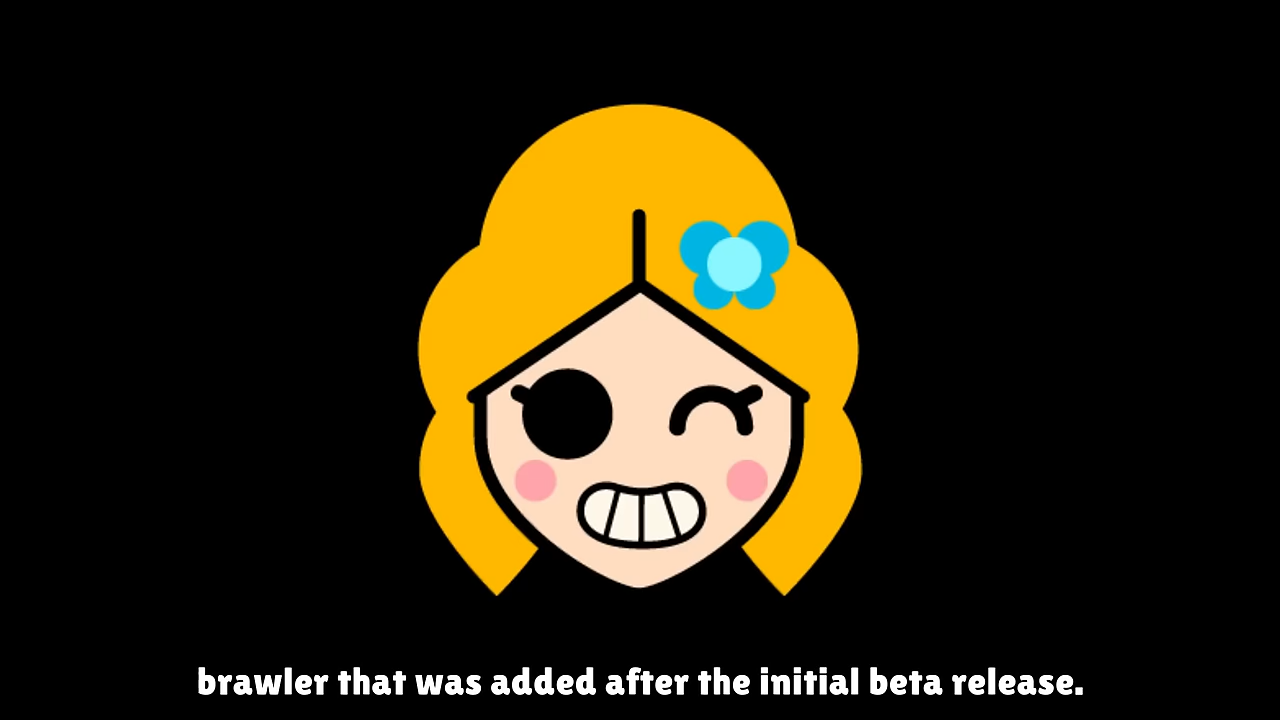 brawler that was added after the initial beta release.